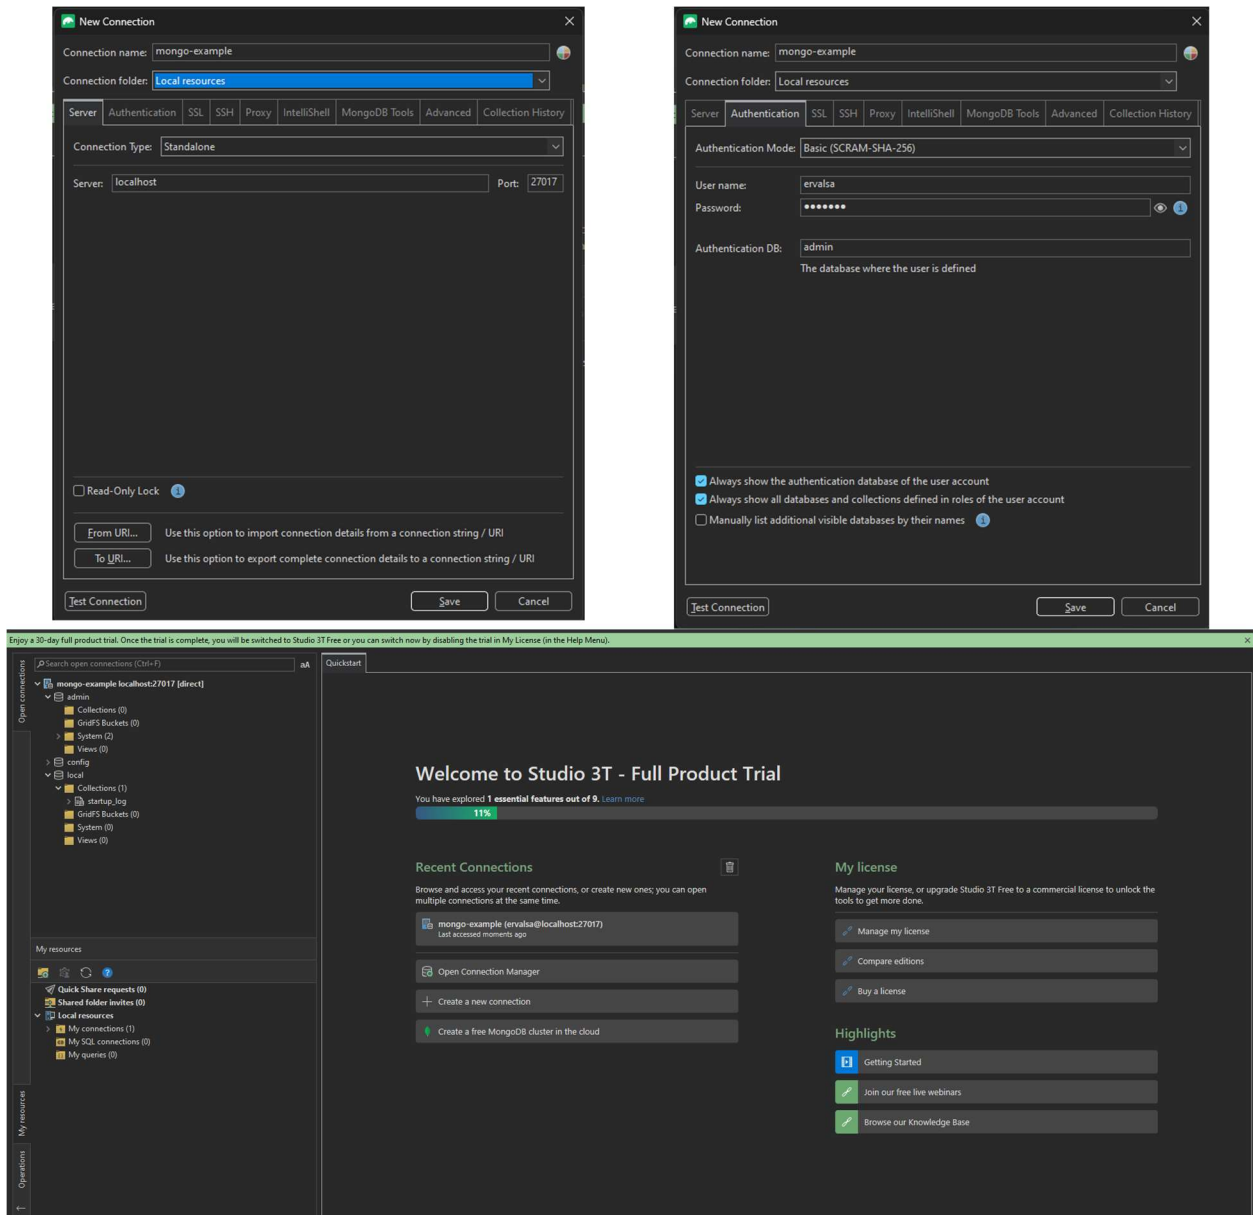 New Connection
Connection name: mongo-example
Connection folder: Local resources
Server Authentication SSL SSH Proxy IntelliShell MongoDB Tools Advanced Collection History
Connection Type: Standalone
Server: localhost Port: 27017
Read-Only Lock
From URI... Use this option to import connection details from a connection string / URI
To URI... Use this option to export complete connection details to a connection string / URI
Test Connection Save Cancel
New Connection
Connection name: mongo-example
Connection folder: Local resources
Server Authentication SSL SSH Proxy IntelliShell MongoDB Tools Advanced Collection History
Authentication Mode: Basic (SCRAM-SHA-256)
User name: ervalsa
Password: •••••••
Authentication DB: admin
The database where the user is defined
Always show the authentication database of the user account
Always show all databases and collections defined in roles of the user account
Manually list additional visible databases by their names
Test Connection Save Cancel
Enjoy a 30-day full product trial. Once the trial is complete, you will be switched to Studio 3T Free or you can switch now by disabling the trial in My License (in the Help Menu).
Open connections
Search open connections (Ctrl+F) aA
mongo-example localhost:27017 [direct]
admin
Collections (0)
GridFS Buckets (0)
System (2)
Views (0)
config
local
Collections (1)
startup_log
GridFS Buckets (0)
System (0)
Views (0)
My resources
Quick Share requests (0)
Shared folder invites (0)
Local resources
My connections (1)
My SQL connections (0)
My queries (0)
My resources
Operations
Quickstart
Welcome to Studio 3T - Full Product Trial
You have explored 1 essential features out of 9. Learn more
11%
Recent Connections
Browse and access your recent connections, or create new ones; you can open
multiple connections at the same time.
mongo-example (ervalsa@localhost:27017)
Last accessed moments ago
Open Connection Manager
Create a new connection
Create a free MongoDB cluster in the cloud
My license
Manage your license, or upgrade Studio 3T Free to a commercial license to unlock the
tools to get more done.
Manage my license
Compare editions
Buy a license
Highlights
Getting Started
Join our free live webinars
Browse our Knowledge Base